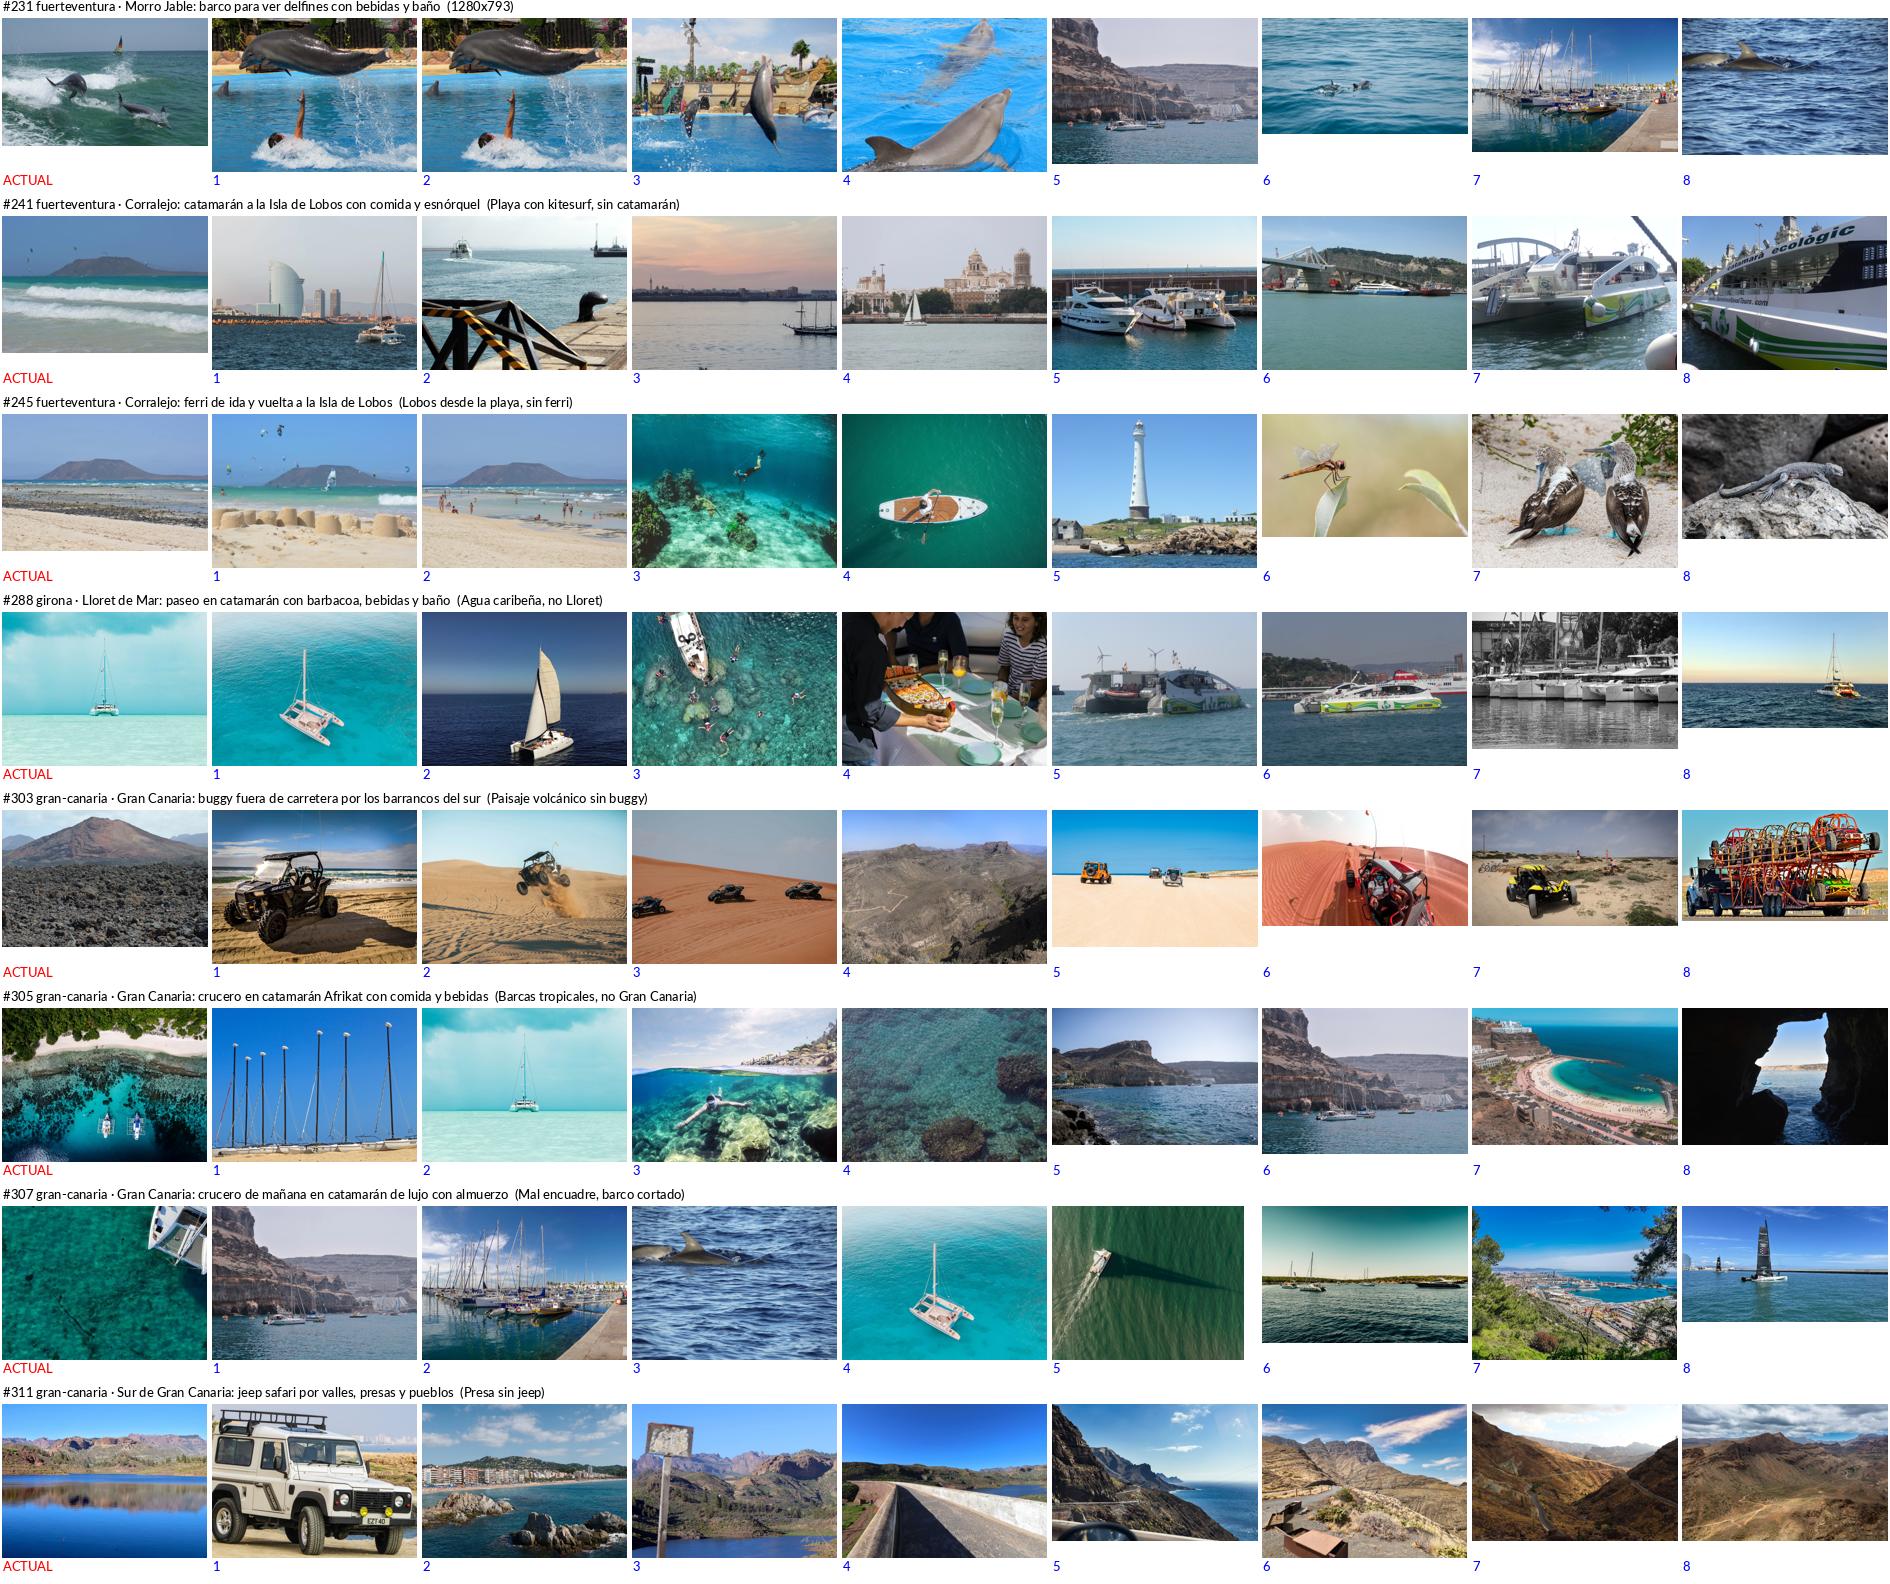 #231 fuerteventura · Morro Jable: barco para ver delfines con bebidas y baño (1280x793)
ACTUAL 1 2 3 4 5 6 7 8
#241 fuerteventura · Corralejo: catamarán a la Isla de Lobos con comida y esnórquel (Playa con kitesurf, sin catamarán)
catamarà ecològic
ACTUAL 1 2 3 4 5 6 7 8
#245 fuerteventura · Corralejo: ferri de ida y vuelta a la Isla de Lobos (Lobos desde la playa, sin ferri)
ACTUAL 1 2 3 4 5 6 7 8
#288 girona · Lloret de Mar: paseo en catamarán con barbacoa, bebidas y baño (Agua caribeña, no Lloret)
ACTUAL 1 2 3 4 5 6 7 8
#303 gran-canaria · Gran Canaria: buggy fuera de carretera por los barrancos del sur (Paisaje volcánico sin buggy)
ACTUAL 1 2 3 4 5 6 7 8
#305 gran-canaria · Gran Canaria: crucero en catamarán Afrikat con comida y bebidas (Barcas tropicales, no Gran Canaria)
ACTUAL 1 2 3 4 5 6 7 8
#307 gran-canaria · Gran Canaria: crucero de mañana en catamarán de lujo con almuerzo (Mal encuadre, barco cortado)
ACTUAL 1 2 3 4 5 6 7 8
#311 gran-canaria · Sur de Gran Canaria: jeep safari por valles, presas y pueblos (Presa sin jeep)
ACTUAL 1 2 3 4 5 6 7 8